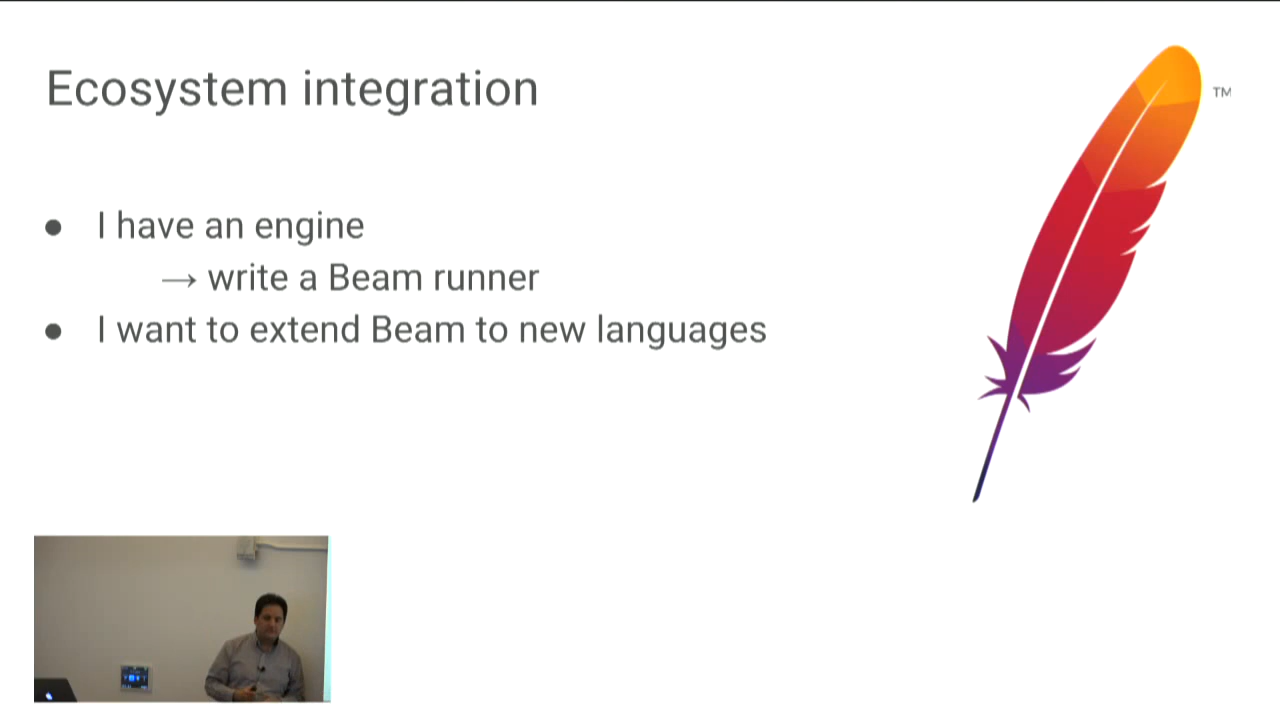 Ecosystem integration
TM
● I have an engine
→ write a Beam runner
● I want to extend Beam to new languages